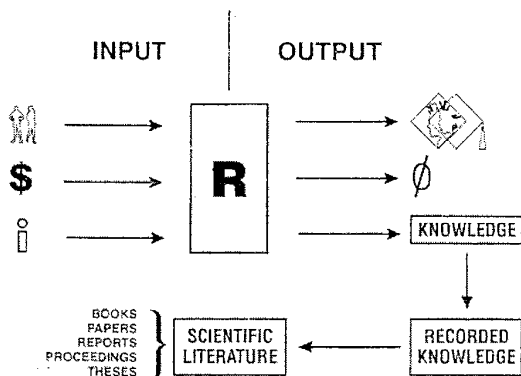 INPUT
OUTPUT
$
R
Ø
i
KNOWLEDGE
BOOKS
PAPERS
REPORTS
PROCEEDINGS
THESES
SCIENTIFIC
LITERATURE
RECORDED
KNOWLEDGE